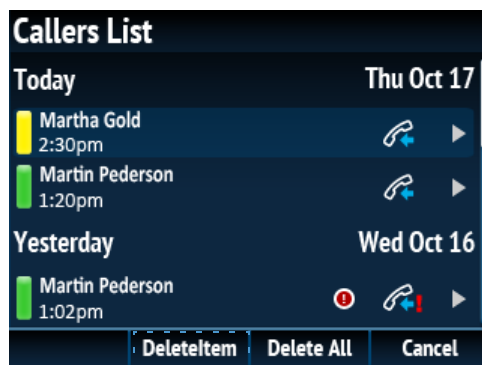 Callers List
Today Thu Oct 17
Martha Gold
2:30pm
Martin Pederson
1:20pm
Yesterday Wed Oct 16
Martin Pederson
1:02pm
DeleteItem Delete All Cancel